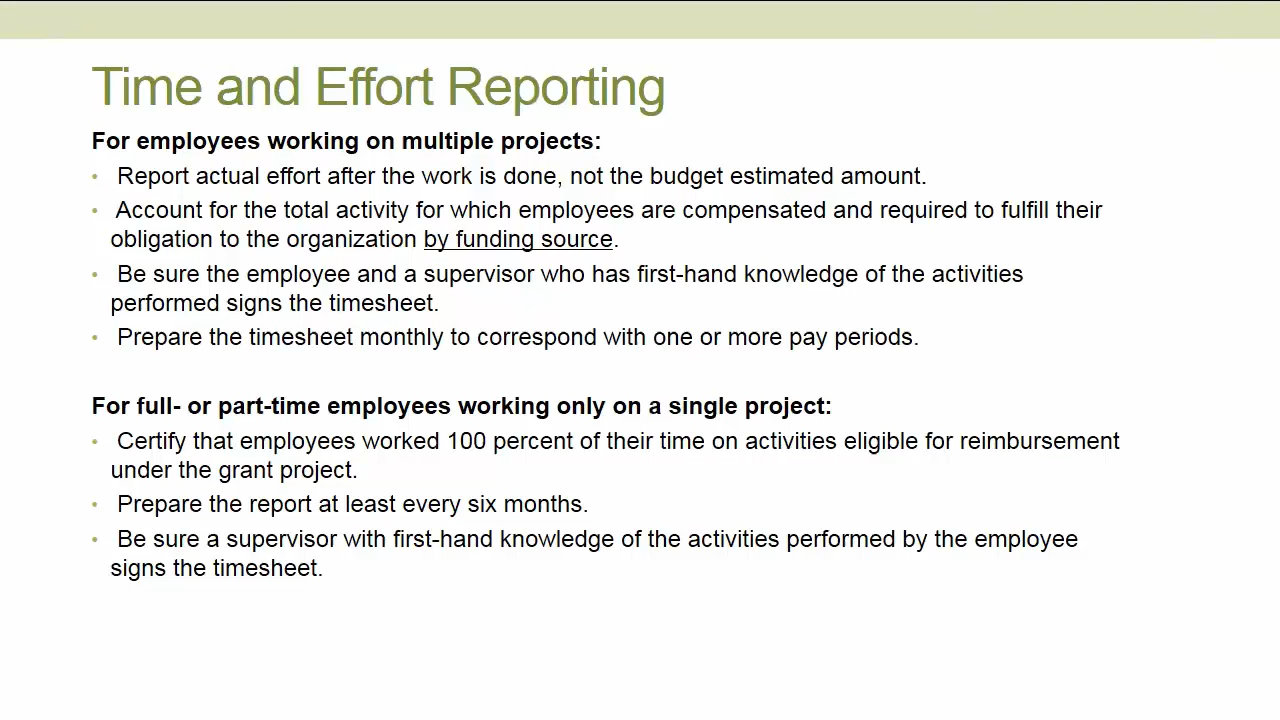 Time and Effort Reporting
For employees working on multiple projects:
• Report actual effort after the work is done, not the budget estimated amount.
• Account for the total activity for which employees are compensated and required to fulfill their
obligation to the organization by funding source.
• Be sure the employee and a supervisor who has first-hand knowledge of the activities
performed signs the timesheet.
• Prepare the timesheet monthly to correspond with one or more pay periods.
For full- or part-time employees working only on a single project:
• Certify that employees worked 100 percent of their time on activities eligible for reimbursement
under the grant project.
• Prepare the report at least every six months.
• Be sure a supervisor with first-hand knowledge of the activities performed by the employee
signs the timesheet.